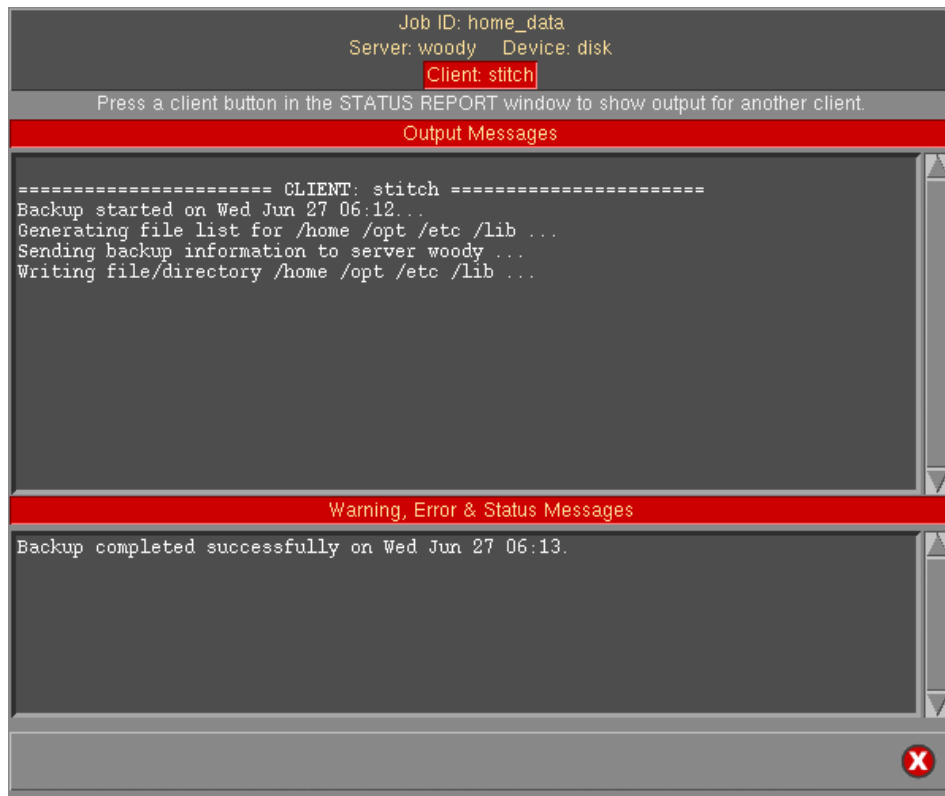 Job ID: home_data
Server: woody Device: disk
Client: stitch
Press a client button in the STATUS REPORT window to show output for another client.
Output Messages
======================= CLIENT: stitch =======================
Backup started on Wed Jun 27 06:12...
Generating file list for /home /opt /etc /lib ...
Sending backup information to server woody ...
Writing file/directory /home /opt /etc /lib ...
Warning, Error & Status Messages
Backup completed successfully on Wed Jun 27 06:13.